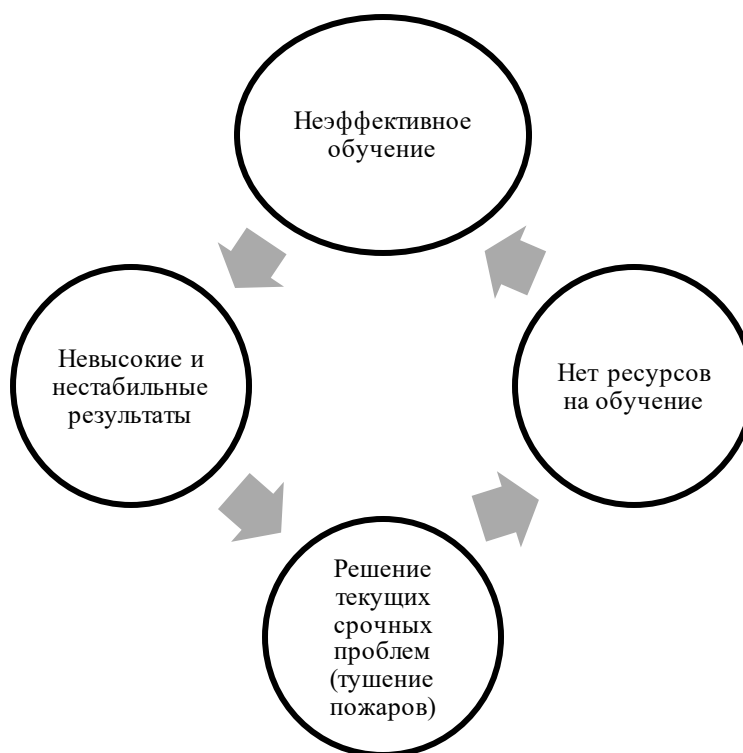 Неэффективное
обучение
Невысокие и
нестабильные
результаты
Нет ресурсов
на обучение
Решение
текущих
срочных
проблем
(тушение
пожаров)